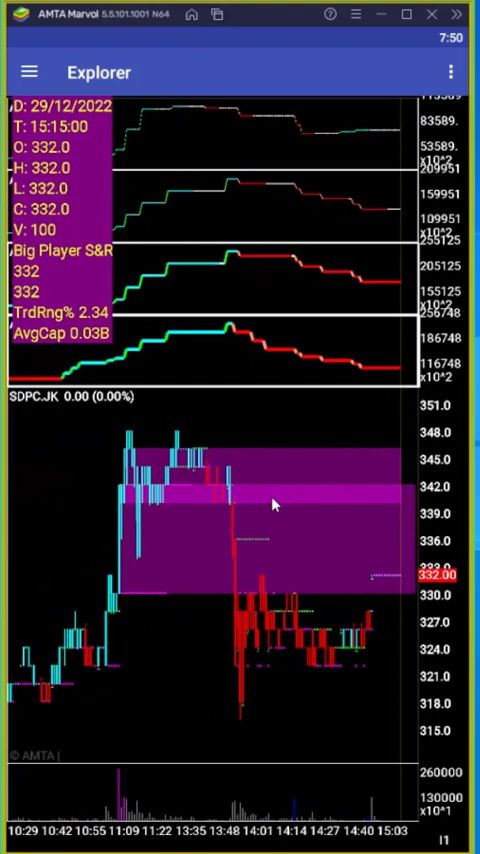 AMTA Marvol 5.5.101.1001 N64
7:50
Explorer
D: 29/12/2022
T: 15:15:00
O: 332.0
H: 332.0
L: 332.0
C: 332.0
V: 100
Big Player S&R
332
332
TrdRng% 2.34
AvgCap 0.03B
83589.
53589.
x10^2
209951
159951
109951
x10^2
255125
205125
155125
x10^2
256748
186748
116748
x10^2
SDPC.JK 0.00 (0.00%)
351.0
348.0
345.0
342.0
339.0
336.0
333.0
332.00
330.0
327.0
324.0
321.0
318.0
315.0
© AMTA |
260000
130000
x10^1
10:29 10:42 10:55 11:09 11:22 13:35 13:48 14:01 14:14 14:27 14:40 15:03
I1